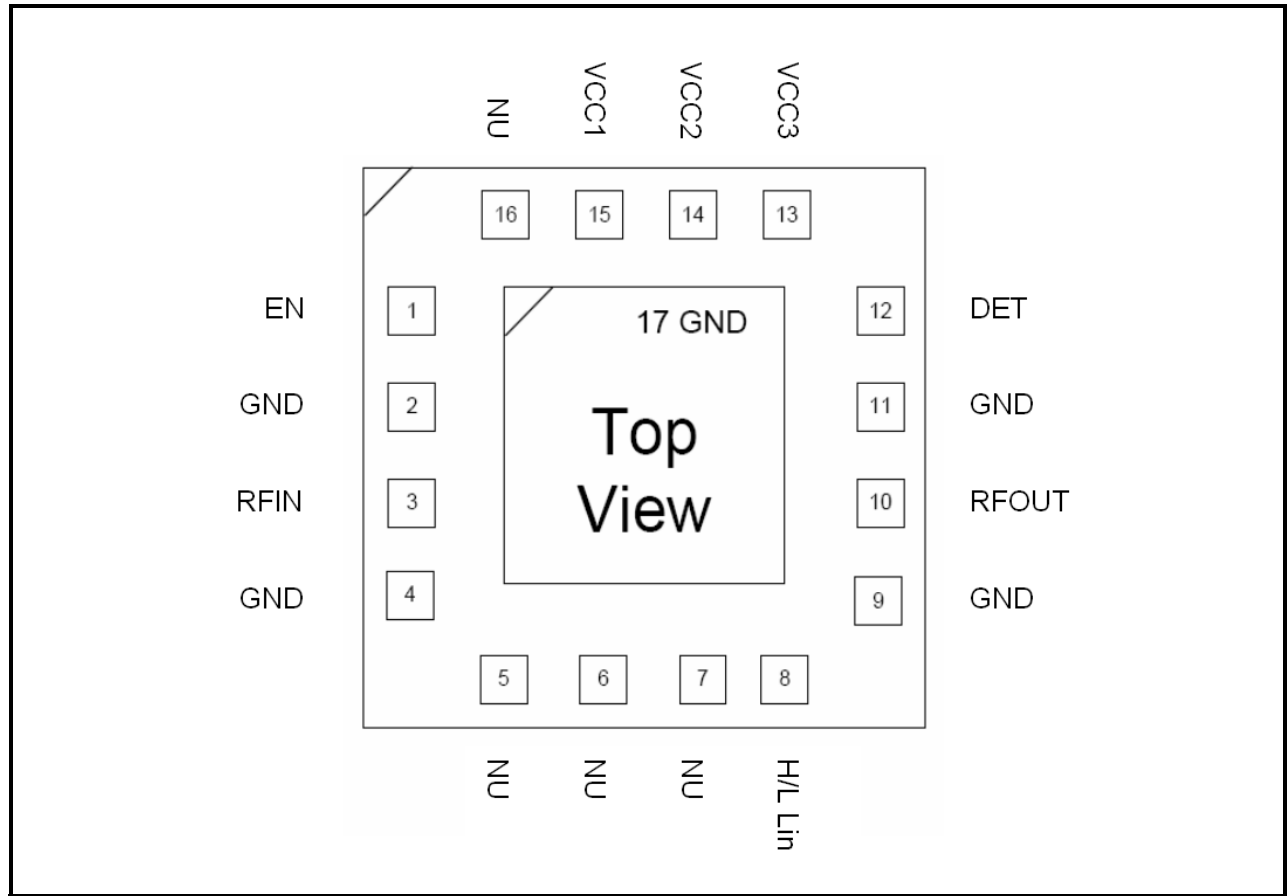 NU
VCC1
VCC2
VCC3
16
15
14
13
EN
1
17 GND
12
DET
GND
2
Top
11
GND
RFIN
3
View
10
RFOUT
GND
4
9
GND
5
6
7
8
NU
NU
NU
H/L Lin